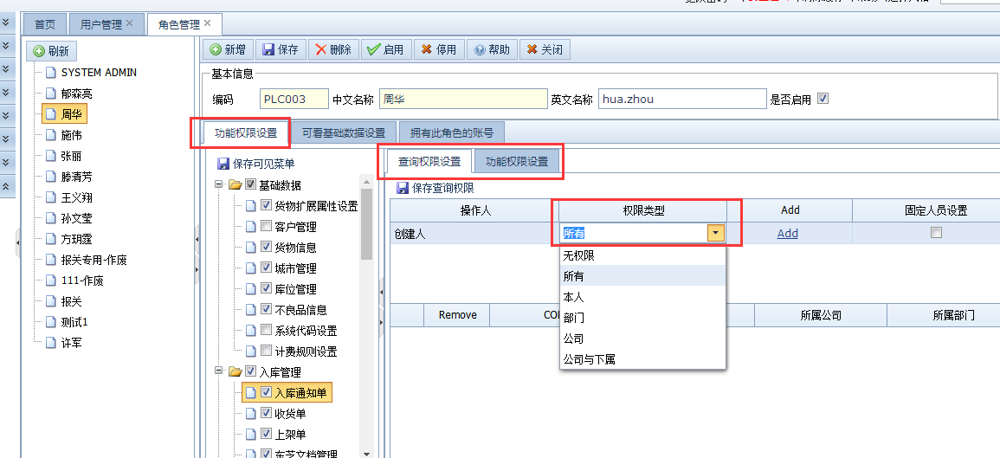 首页 用户管理 角色管理
刷新
SYSTEM ADMIN
郁森亮
周华
施伟
张丽
滕清芳
王义翔
孙文莹
方玥霆
报关专用-作废
111-作废
报关
测试1
许军
新增 保存 删除 启用 停用 帮助 关闭
基本信息
编码 PLC003 中文名称 周华 英文名称 hua.zhou 是否启用
功能权限设置 可看基础数据设置 拥有此角色的账号
保存可见菜单
基础数据
货物扩展属性设置
客户管理
货物信息
城市管理
库位管理
不良品信息
系统代码设置
计费规则设置
入库管理
入库通知单
收货单
上架单
东芝文档管理
查询权限设置 功能权限设置
保存查询权限
操作人 权限类型 Add 固定人员设置
创建人 所有 Add
无权限
所有
本人
部门
公司
公司与下属
Remove 所属公司 所属部门